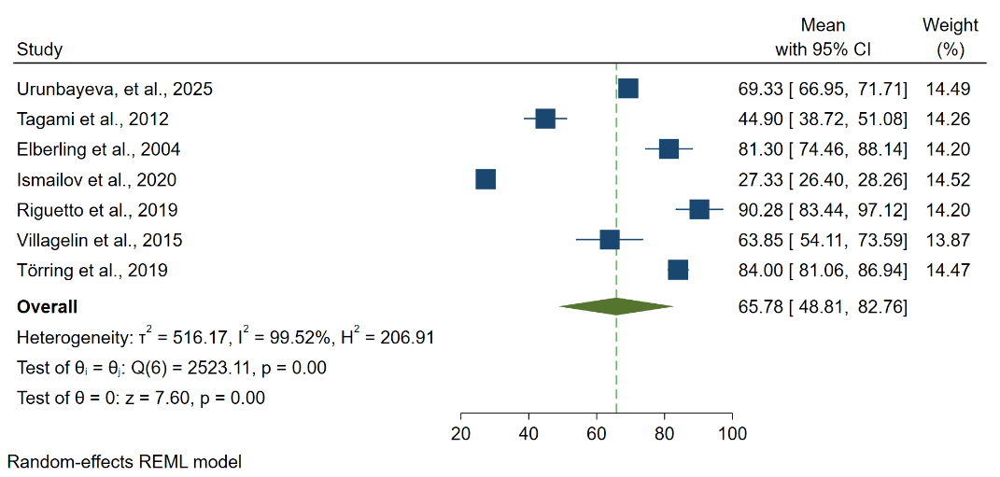 Mean Weight
Study with 95% CI (%)
Urunbayeva, et al., 2025 69.33 [ 66.95, 71.71] 14.49
Tagami et al., 2012 44.90 [ 38.72, 51.08] 14.26
Elberling et al., 2004 81.30 [ 74.46, 88.14] 14.20
Ismailov et al., 2020 27.33 [ 26.40, 28.26] 14.52
Riguetto et al., 2019 90.28 [ 83.44, 97.12] 14.20
Villagelin et al., 2015 63.85 [ 54.11, 73.59] 13.87
Törring et al., 2019 84.00 [ 81.06, 86.94] 14.47
Overall 65.78 [ 48.81, 82.76]
Heterogeneity: τ² = 516.17, I² = 99.52%, H² = 206.91
Test of θᵢ = θⱼ: Q(6) = 2523.11, p = 0.00
Test of θ = 0: z = 7.60, p = 0.00
20 40 60 80 100
Random-effects REML model